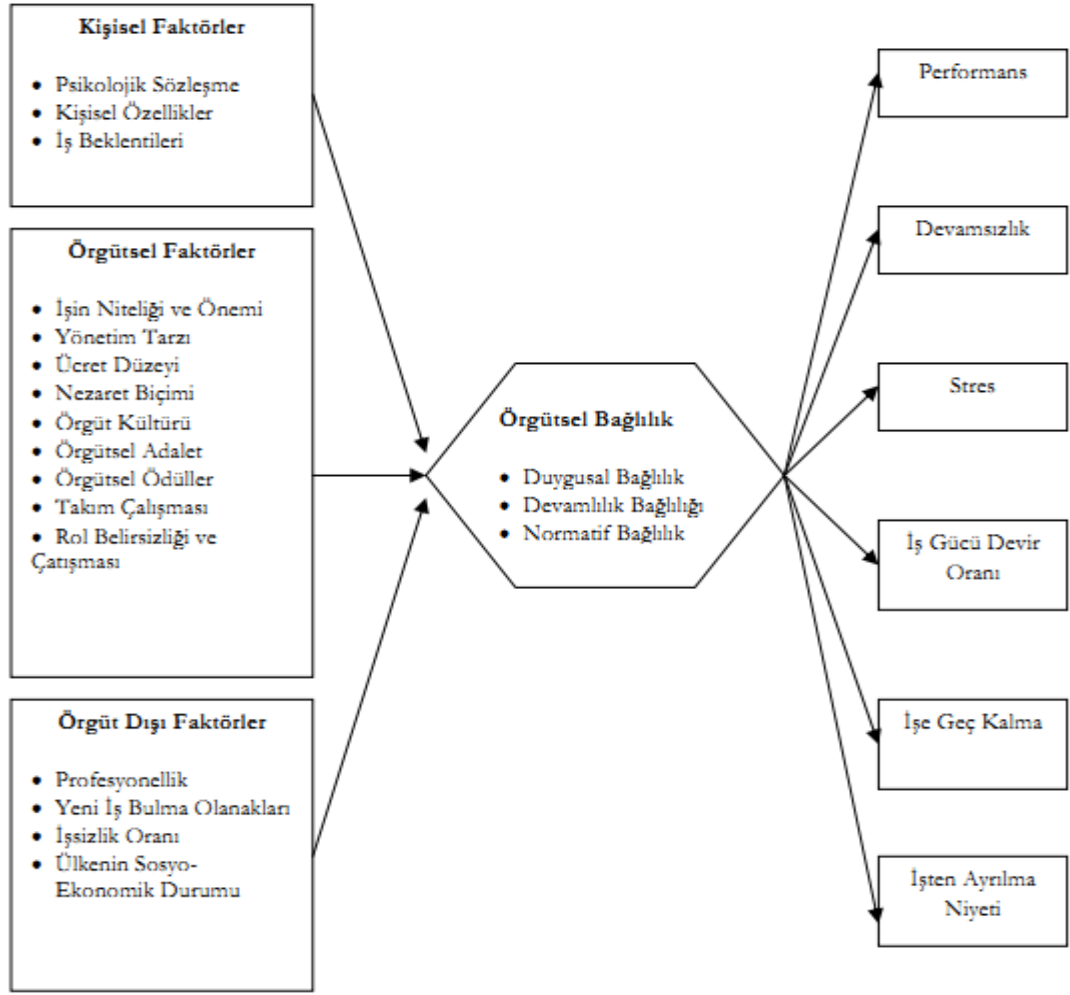 Kişisel Faktörler
• Psikolojik Sözleşme
• Kişisel Özellikler
• İş Beklentileri
Örgütsel Faktörler
• İşin Niteliği ve Önemi
• Yönetim Tarzı
• Ücret Düzeyi
• Nezaret Biçimi
• Örgüt Kültürü
• Örgütsel Adalet
• Örgütsel Ödüller
• Takım Çalışması
• Rol Belirsizliği ve
Çatışması
Örgüt Dışı Faktörler
• Profesyonellik
• Yeni İş Bulma Olanakları
• İşsizlik Oranı
• Ülkenin Sosyo-
Ekonomik Durumu
Örgütsel Bağlılık
• Duygusal Bağlılık
• Devamlılık Bağlılığı
• Normatif Bağlılık
Performans
Devamsızlık
Stres
İş Gücü Devir
Oranı
İşe Geç Kalma
İşten Ayrılma
Niyeti